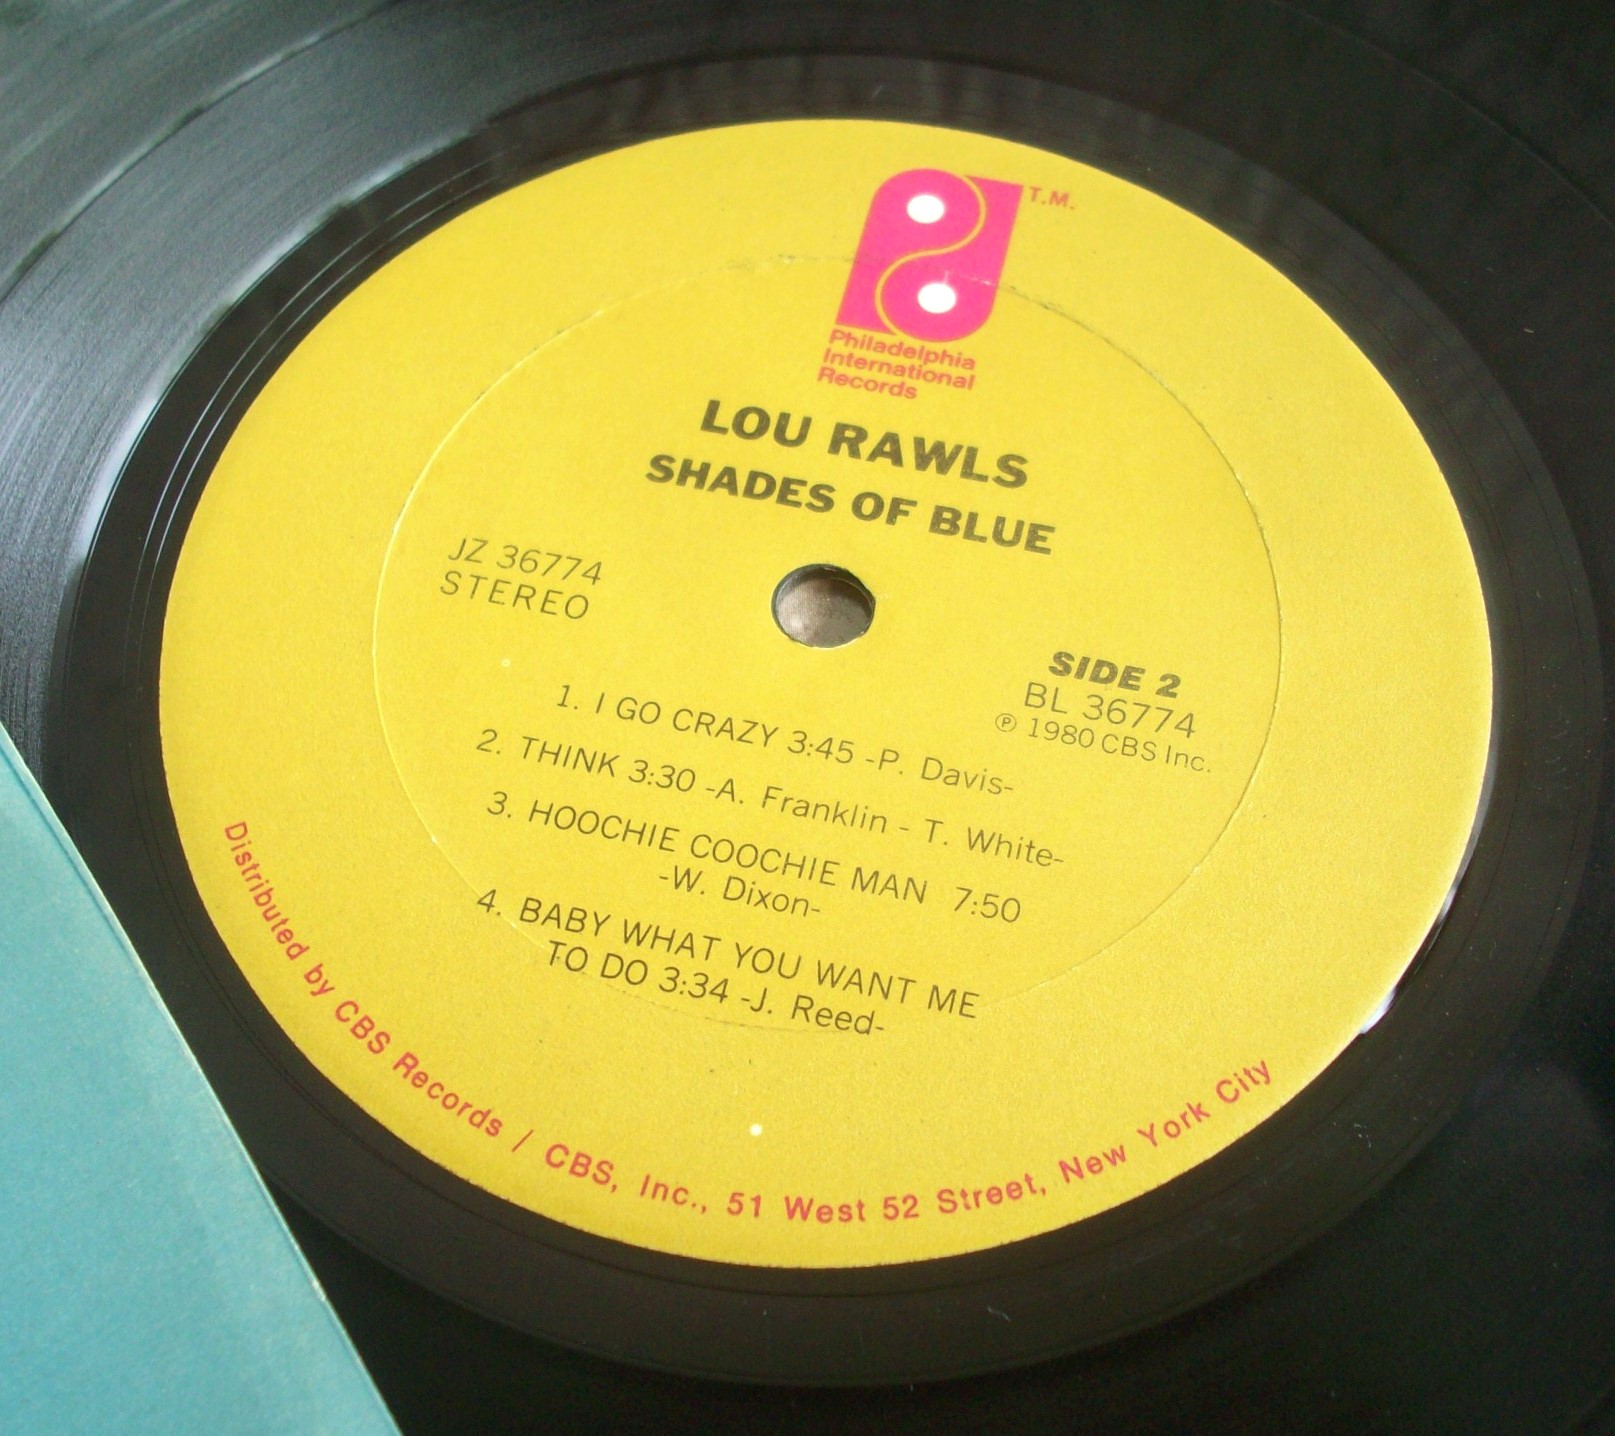 T.M.
Philadelphia
International
Records
LOU RAWLS
SHADES OF BLUE
JZ 36774
STEREO
SIDE 2
BL 36774
℗ 1980 CBS Inc.
1. I GO CRAZY 3:45 -P. Davis-
2. THINK 3:30 -A. Franklin - T. White-
3. HOOCHIE COOCHIE MAN 7:50
-W. Dixon-
4. BABY WHAT YOU WANT ME
TO DO 3:34 -J. Reed-
Distributed by CBS Records / CBS, Inc., 51 West 52 Street, New York City